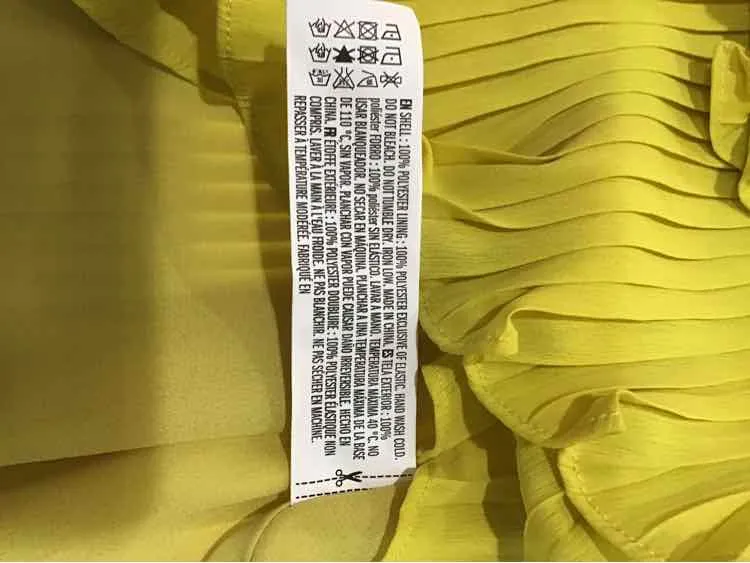 EN SHELL : 100% POLYESTER LINING : 100% POLYESTER EXCLUSIVE OF ELASTIC. HAND WASH COLD.
DO NOT BLEACH. DO NOT TUMBLE DRY. IRON LOW. MADE IN CHINA. ES TELA EXTERIOR : 100%
poliéster FORRO : 100% poliéster SIN ELÁSTICO. LAVAR A MANO, TEMPERATURA MÁXIMA 40 ºC. NO
USAR BLANQUEADOR. NO SECAR EN MÁQUINA. PLANCHAR A UNA TEMPERATURA MÁXIMA DE LA BASE
DE 110 ºC, SIN VAPOR. PLANCHAR CON VAPOR PUEDE CAUSAR DAÑO IRREVERSIBLE. HECHO EN
CHINA. FR ÉTOFFE EXTÉRIEURE : 100% POLYESTER DOUBLURE : 100% POLYESTER ÉLASTIQUE NON
COMPRIS. LAVER À LA MAIN À L'EAU FROIDE. NE PAS BLANCHIR. NE PAS SÉCHER EN MACHINE.
REPASSER À TEMPÉRATURE MODÉRÉE. FABRIQUÉ EN